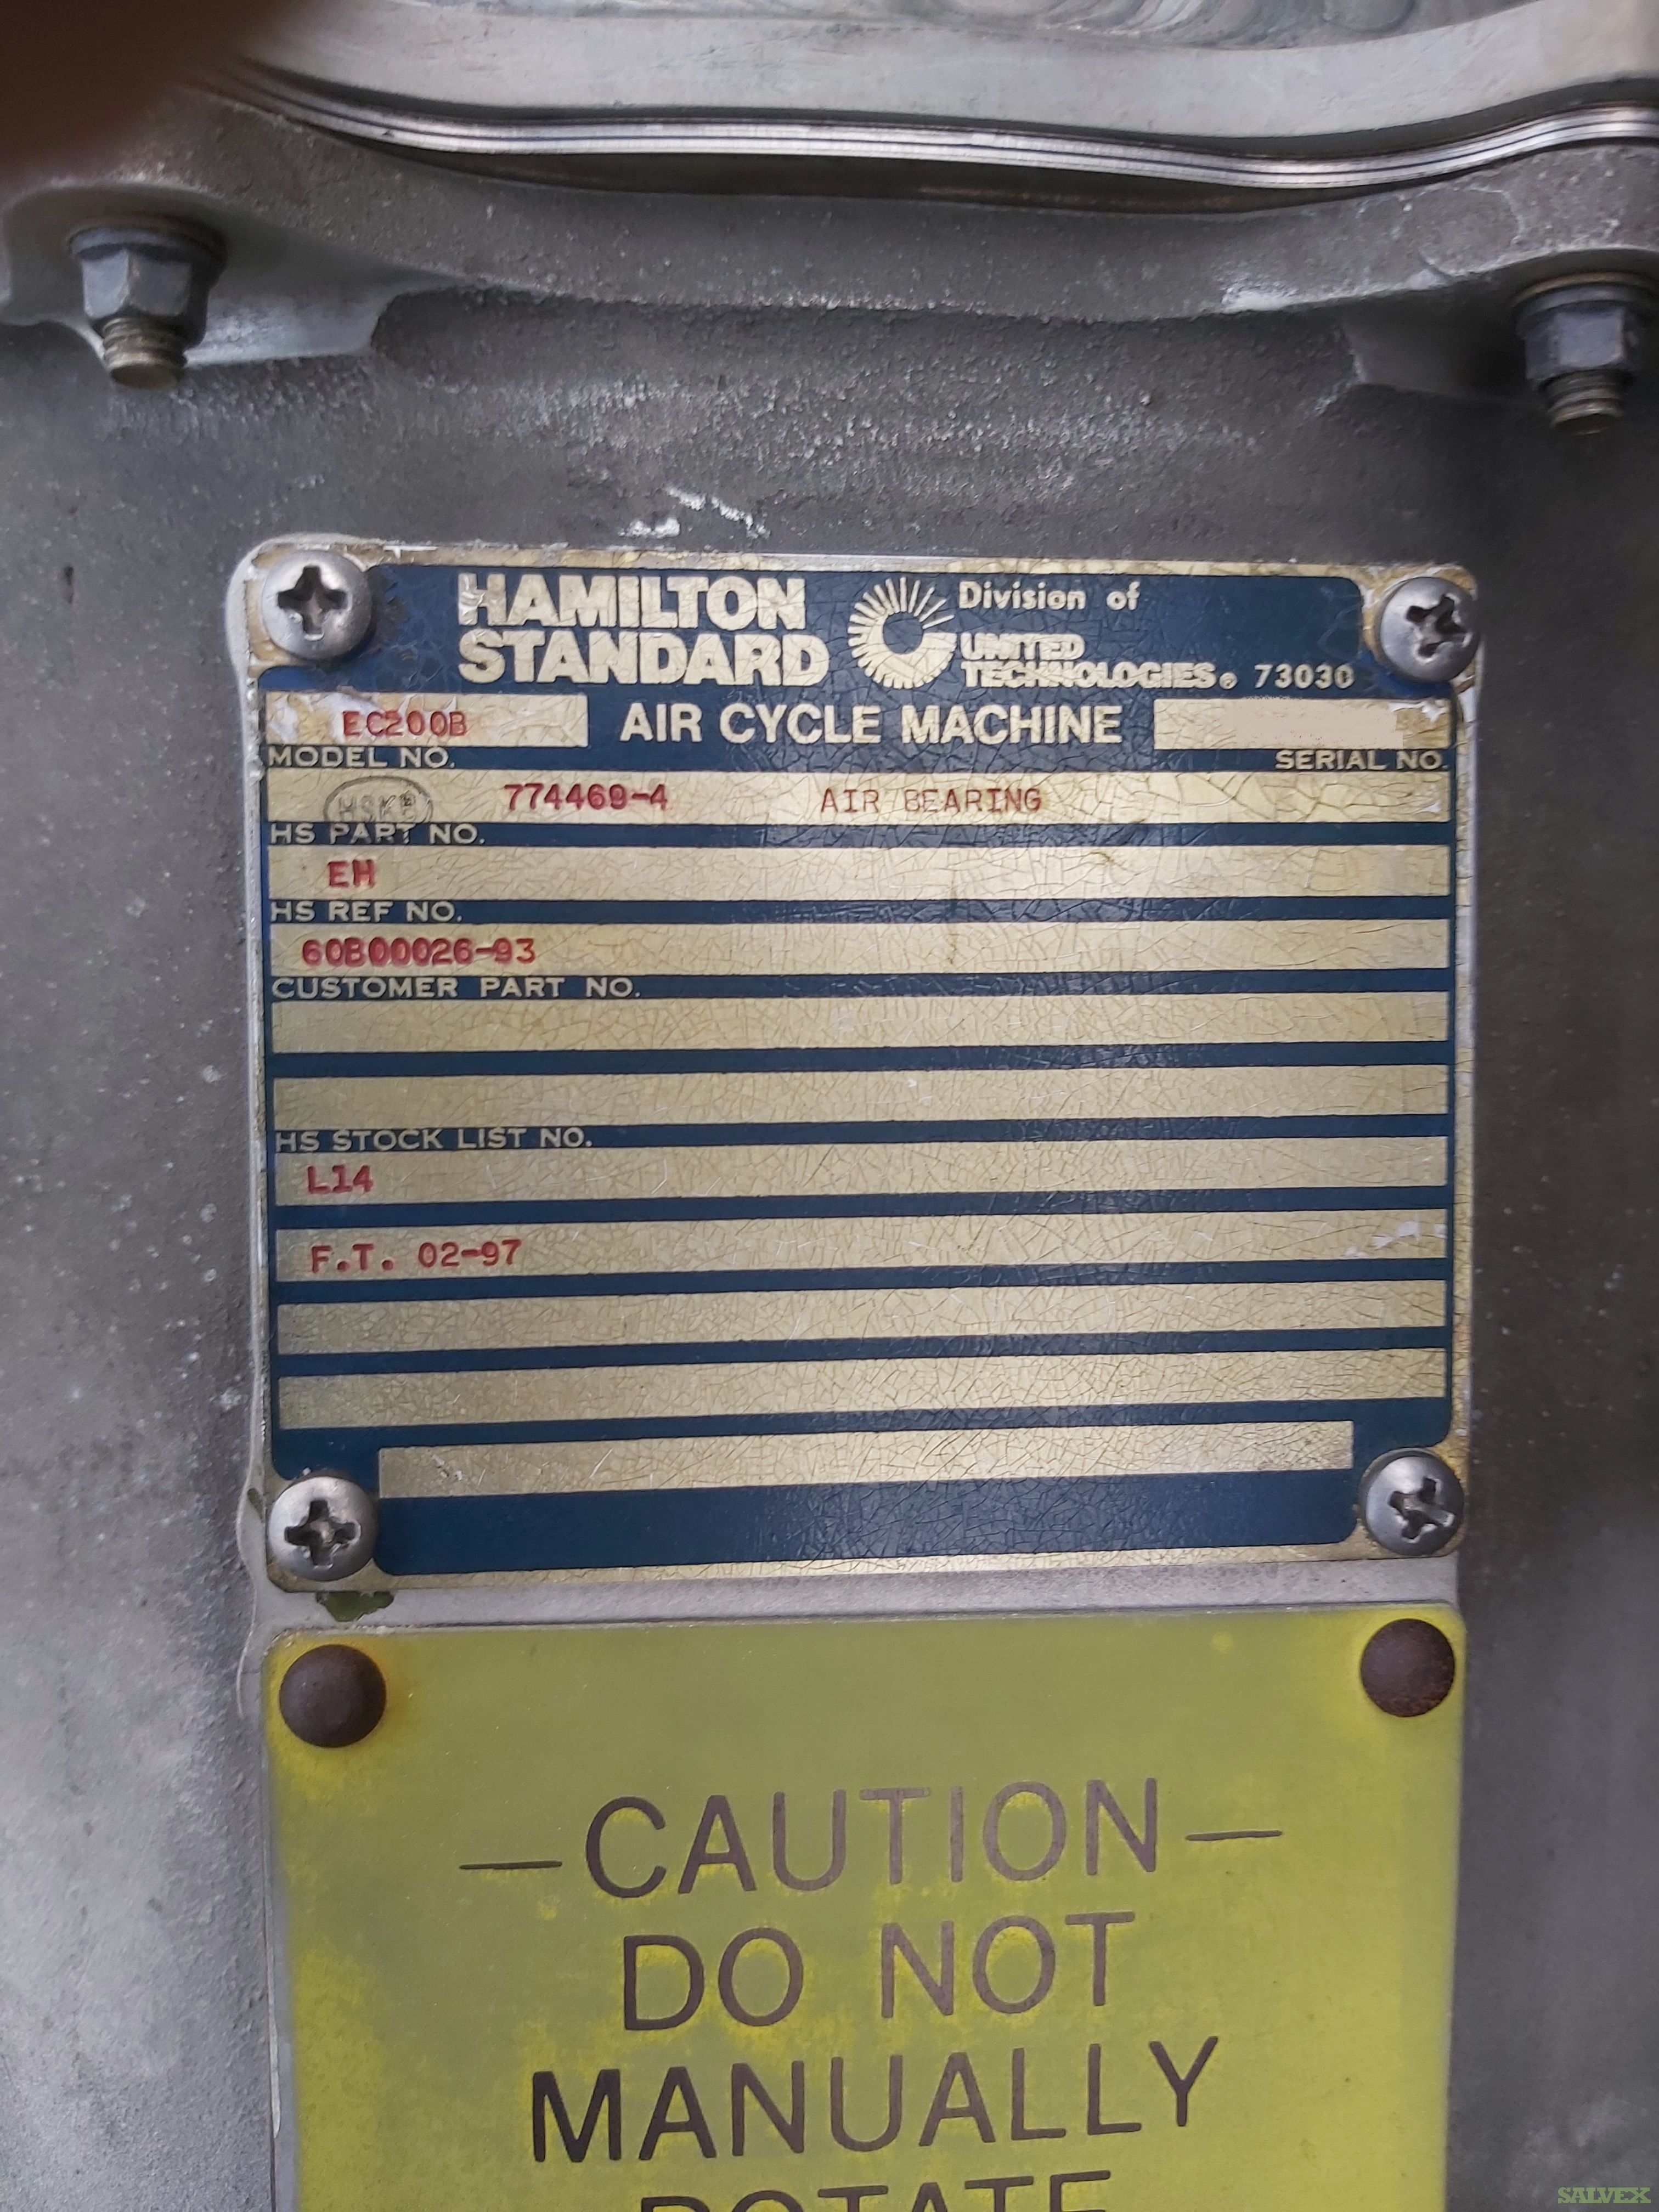 HAMILTON
STANDARD
Division of
UNITED
TECHNOLOGIES® 73030
EC200B AIR CYCLE MACHINE
MODEL NO. SERIAL NO.
774469-4 AIR BEARING
HS PART NO.
EH
HS REF NO.
60B00026-93
CUSTOMER PART NO.
HS STOCK LIST NO.
L14
F.T. 02-97
—CAUTION—
DO NOT
MANUALLY
ROTATE
SALVEX